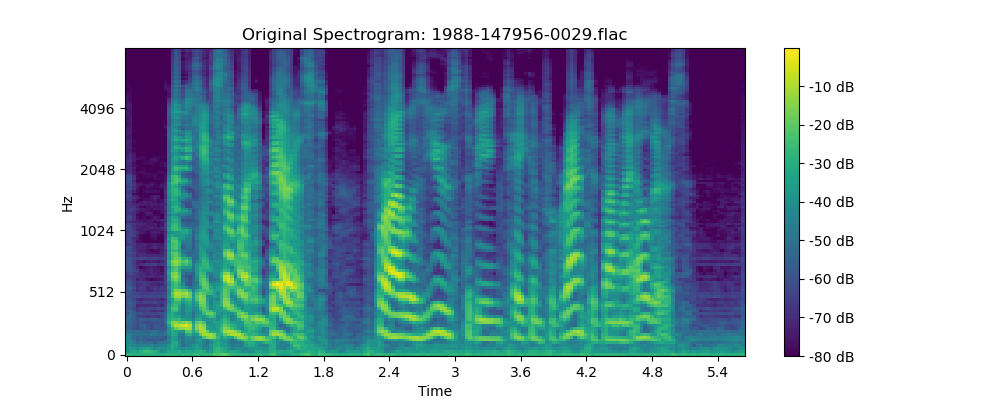 Original Spectrogram: 1988-147956-0029.flac
Hz
4096
2048
1024
512
0
0 0.6 1.2 1.8 2.4 3 3.6 4.2 4.8 5.4
Time
-10 dB
-20 dB
-30 dB
-40 dB
-50 dB
-60 dB
-70 dB
-80 dB